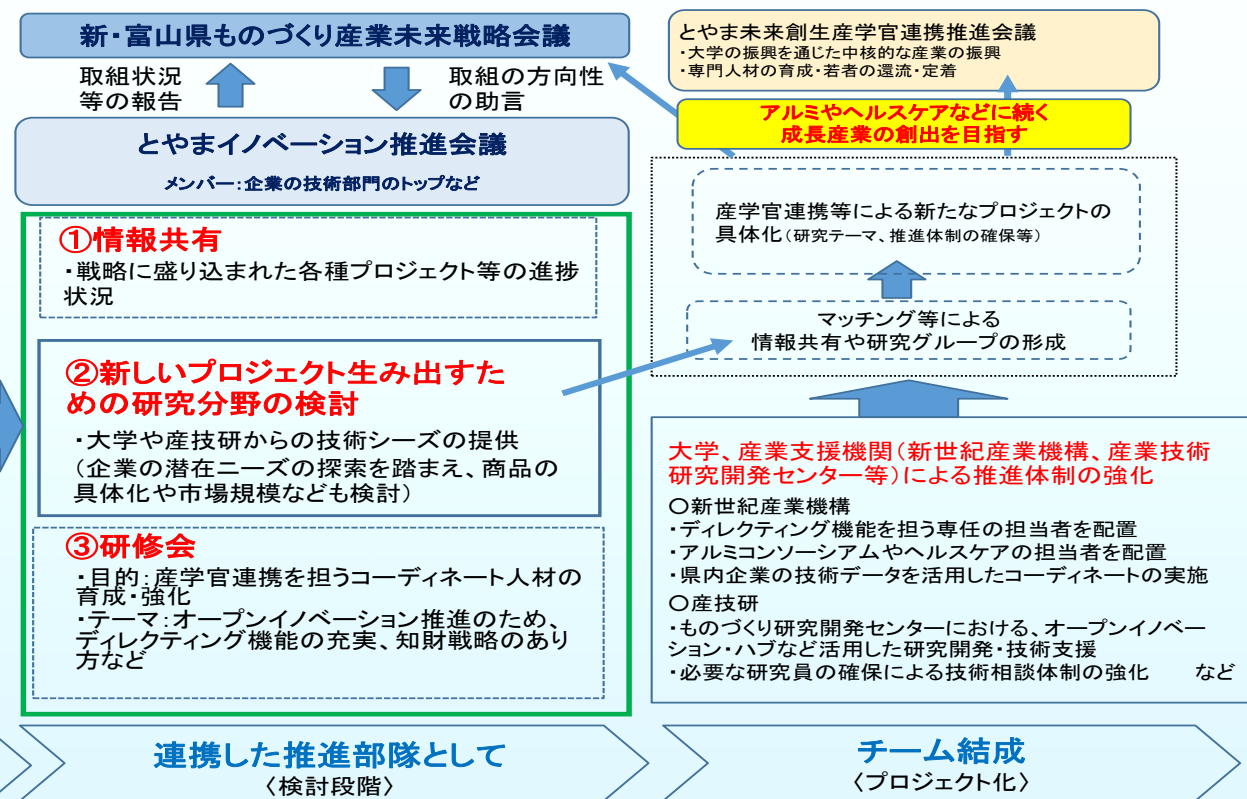 新・富山県ものづくり産業未来戦略会議
取組状況
等の報告
取組の方向性
の助言
とやまイノベーション推進会議
メンバー：企業の技術部門のトップなど
①情報共有
・戦略に盛り込まれた各種プロジェクト等の進捗
状況
②新しいプロジェクト生み出すた
めの研究分野の検討
・大学や産技研からの技術シーズの提供
（企業の潜在ニーズの探索を踏まえ、商品の
具体化や市場規模なども検討）
③研修会
・目的：産学官連携を担うコーディネート人材の
育成・強化
・テーマ：オープンイノベーション推進のため、
ディレクティング機能の充実、知財戦略のあり
方など
連携した推進部隊として
〈検討段階〉
とやま未来創生産学官連携推進会議
・大学の振興を通じた中核的な産業の振興
・専門人材の育成・若者の還流・定着
アルミやヘルスケアなどに続く
成長産業の創出を目指す
産学官連携等による新たなプロジェクトの
具体化（研究テーマ、推進体制の確保等）
マッチング等による
情報共有や研究グループの形成
大学、産業支援機関（新世紀産業機構、産業技術
研究開発センター等）による推進体制の強化
〇新世紀産業機構
・ディレクティング機能を担う専任の担当者を配置
・アルミコンソーシアムやヘルスケアの担当者を配置
・県内企業の技術データを活用したコーディネートの実施
〇産技研
・ものづくり研究開発センターにおける、オープンイノベー
ション・ハブなど活用した研究開発・技術支援
・必要な研究員の確保による技術相談体制の強化　　など
チーム結成
〈プロジェクト化〉